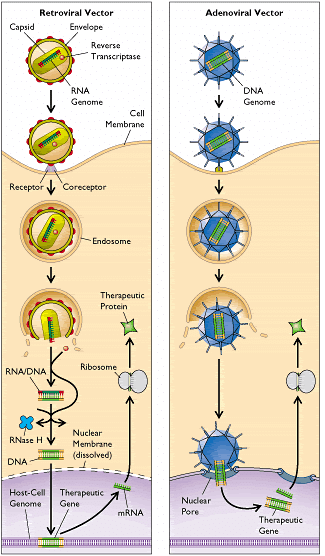 Retroviral Vector
Capsid
Envelope
Reverse
Transcriptase
RNA
Genome
Cell
Membrane
Receptor
Coreceptor
Endosome
Therapeutic
Protein
Ribosome
RNA/DNA
RNase H
Nuclear
Membrane
(dissolved)
DNA
Host-Cell
Genome
Therapeutic
Gene
mRNA
Adenoviral Vector
DNA
Genome
Nuclear
Pore
Therapeutic
Gene